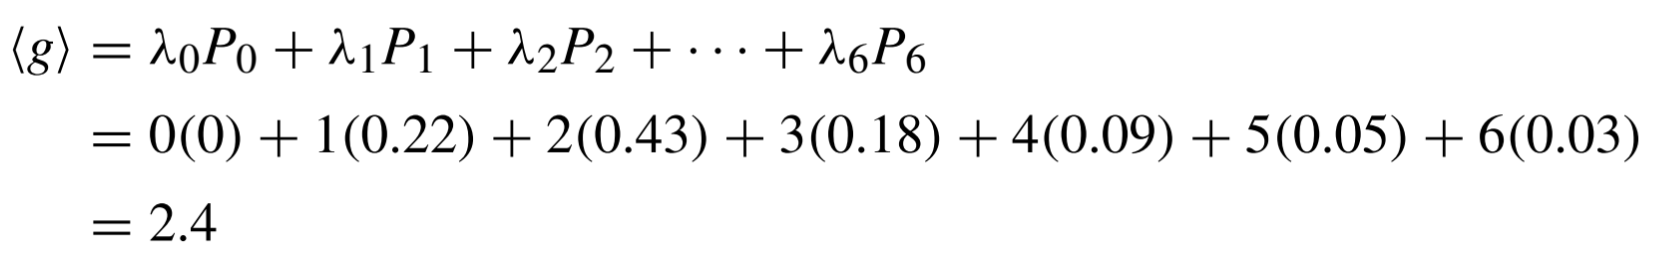 ⟨g⟩ = λ₀P₀ + λ₁P₁ + λ₂P₂ + ⋯ + λ₆P₆
= 0(0) + 1(0.22) + 2(0.43) + 3(0.18) + 4(0.09) + 5(0.05) + 6(0.03)
= 2.4